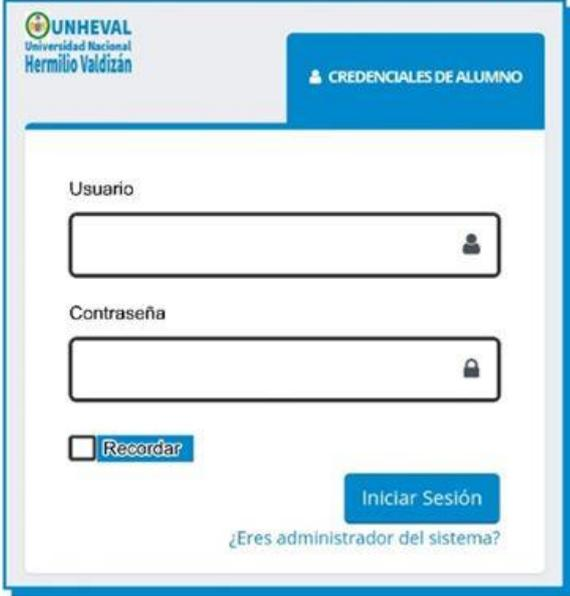 UNHEVAL
Universidad Nacional
Hermilio Valdizán
CREDENCIALES DE ALUMNO
Usuario
Contraseña
Recordar
Iniciar Sesión
¿Eres administrador del sistema?